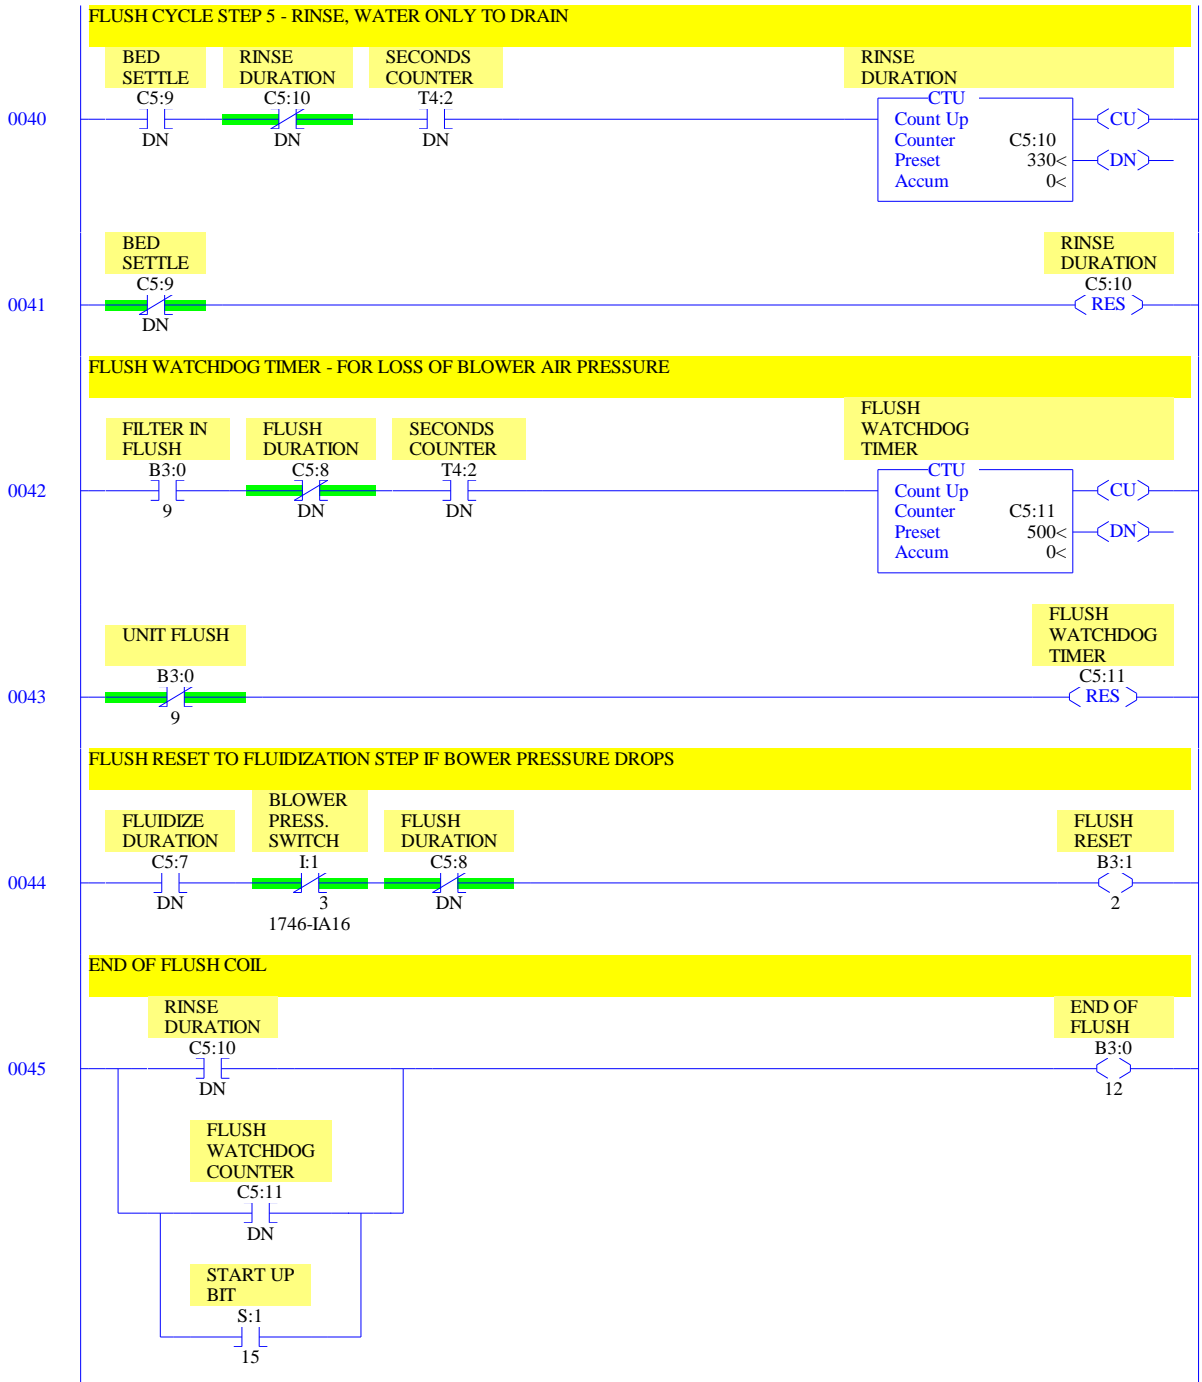 FLUSH CYCLE STEP 5 - RINSE, WATER ONLY TO DRAIN
BED
SETTLE
C5:9
DN
RINSE
DURATION
C5:10
DN
SECONDS
COUNTER
T4:2
DN
RINSE
DURATION
CTU
Count Up
Counter C5:10
Preset 330<
Accum 0<
CU
DN
0040
BED
SETTLE
C5:9
DN
RINSE
DURATION
C5:10
RES
0041
FLUSH WATCHDOG TIMER - FOR LOSS OF BLOWER AIR PRESSURE
FILTER IN
FLUSH
B3:0
9
FLUSH
DURATION
C5:8
DN
SECONDS
COUNTER
T4:2
DN
FLUSH
WATCHDOG
TIMER
CTU
Count Up
Counter C5:11
Preset 500<
Accum 0<
CU
DN
0042
UNIT FLUSH
B3:0
9
FLUSH
WATCHDOG
TIMER
C5:11
RES
0043
FLUSH RESET TO FLUIDIZATION STEP IF BOWER PRESSURE DROPS
FLUIDIZE
DURATION
C5:7
DN
BLOWER
PRESS.
SWITCH
I:1
3
1746-IA16
FLUSH
DURATION
C5:8
DN
FLUSH
RESET
B3:1
2
0044
END OF FLUSH COIL
RINSE
DURATION
C5:10
DN
END OF
FLUSH
B3:0
12
0045
FLUSH
WATCHDOG
COUNTER
C5:11
DN
START UP
BIT
S:1
15